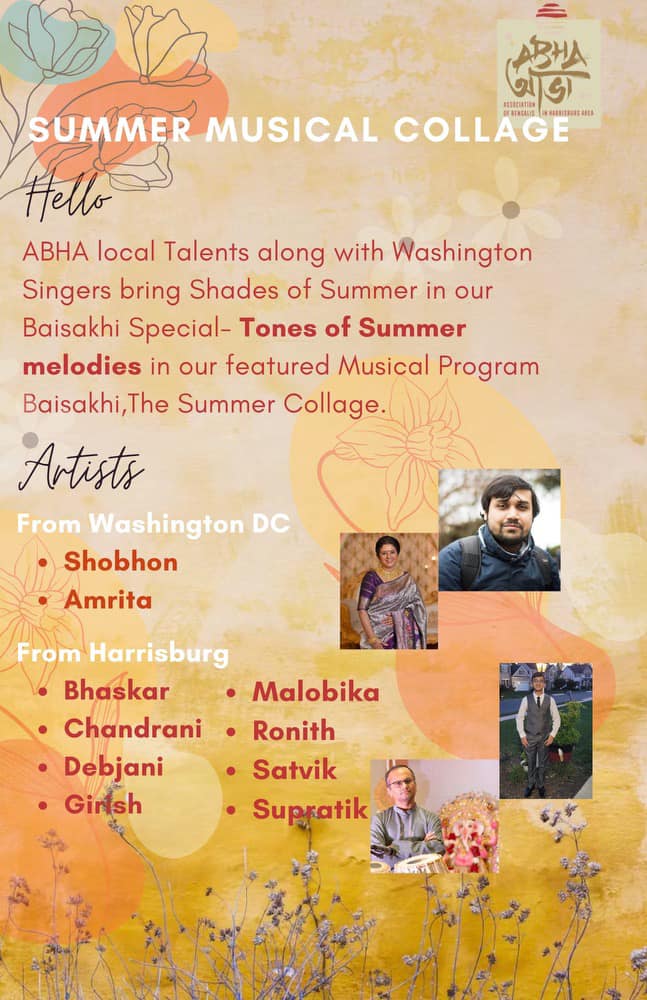 ABHA
আভা
ASSOCIATION
OF BENGALIS IN HARRISBURG AREA
SUMMER MUSICAL COLLAGE
Hello
ABHA local Talents along with Washington
Singers bring Shades of Summer in our
Baisakhi Special- Tones of Summer
melodies in our featured Musical Program
Baisakhi,The Summer Collage.
Artists
From Washington DC
• Shobhon
• Amrita
From Harrisburg
• Bhaskar
• Chandrani
• Debjani
• Girish
• Malobika
• Ronith
• Satvik
• Supratik